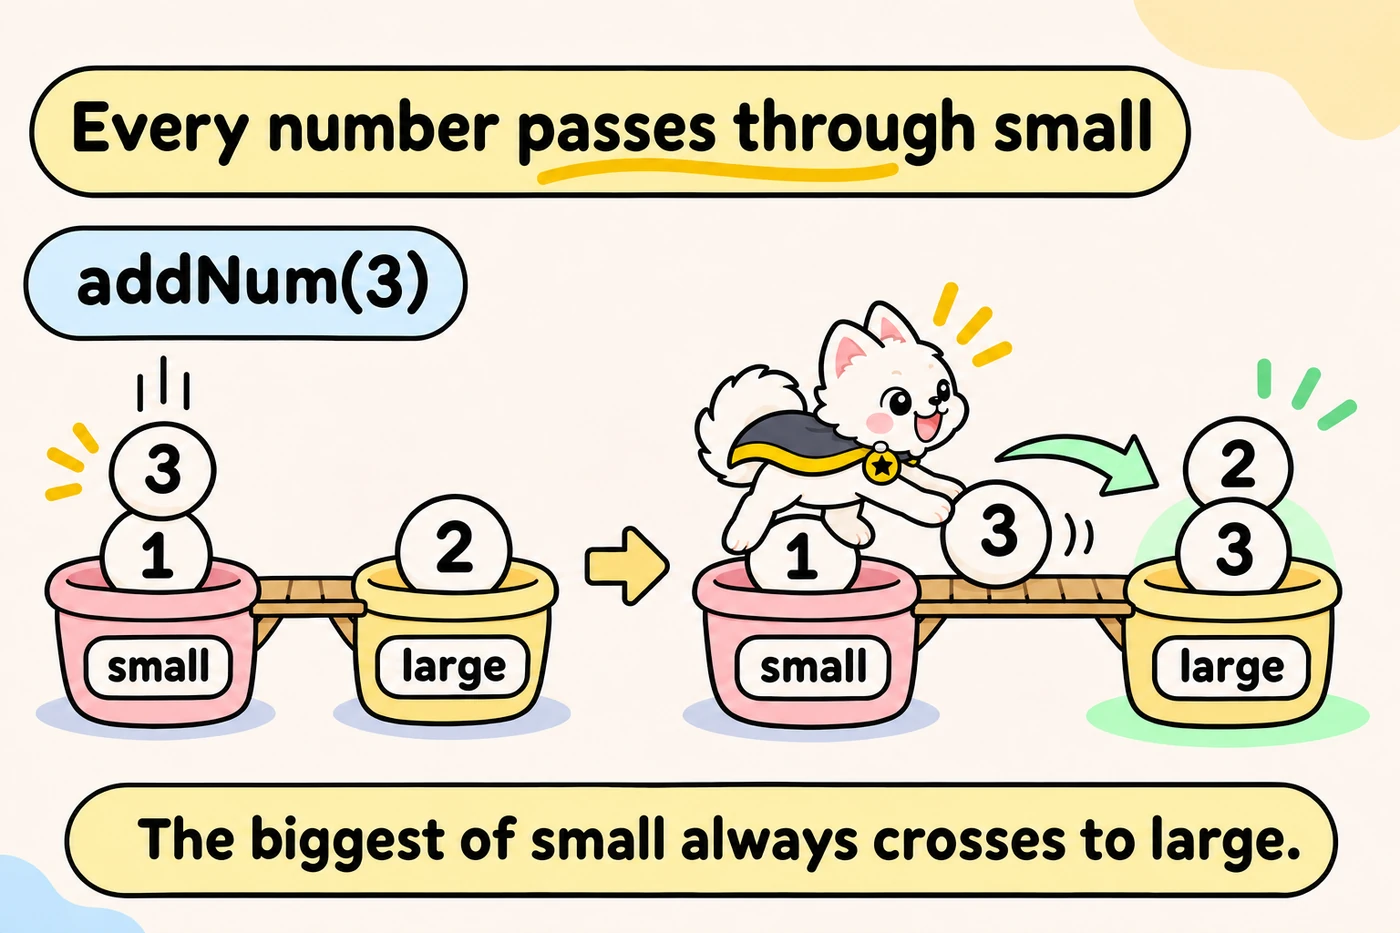 Every number passes through small
addNum(3)
3
1
2
small
large
1
3
2
3
small
large
The biggest of small always crosses to large.